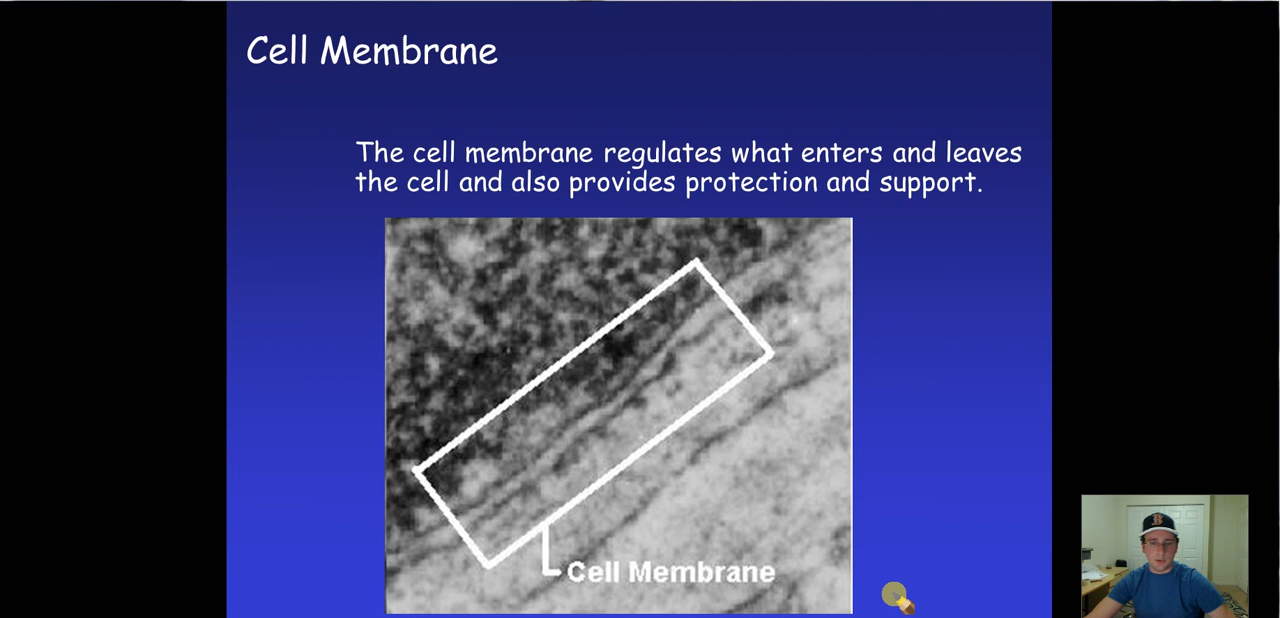 Cell Membrane
The cell membrane regulates what enters and leaves
the cell and also provides protection and support.
Cell Membrane
B